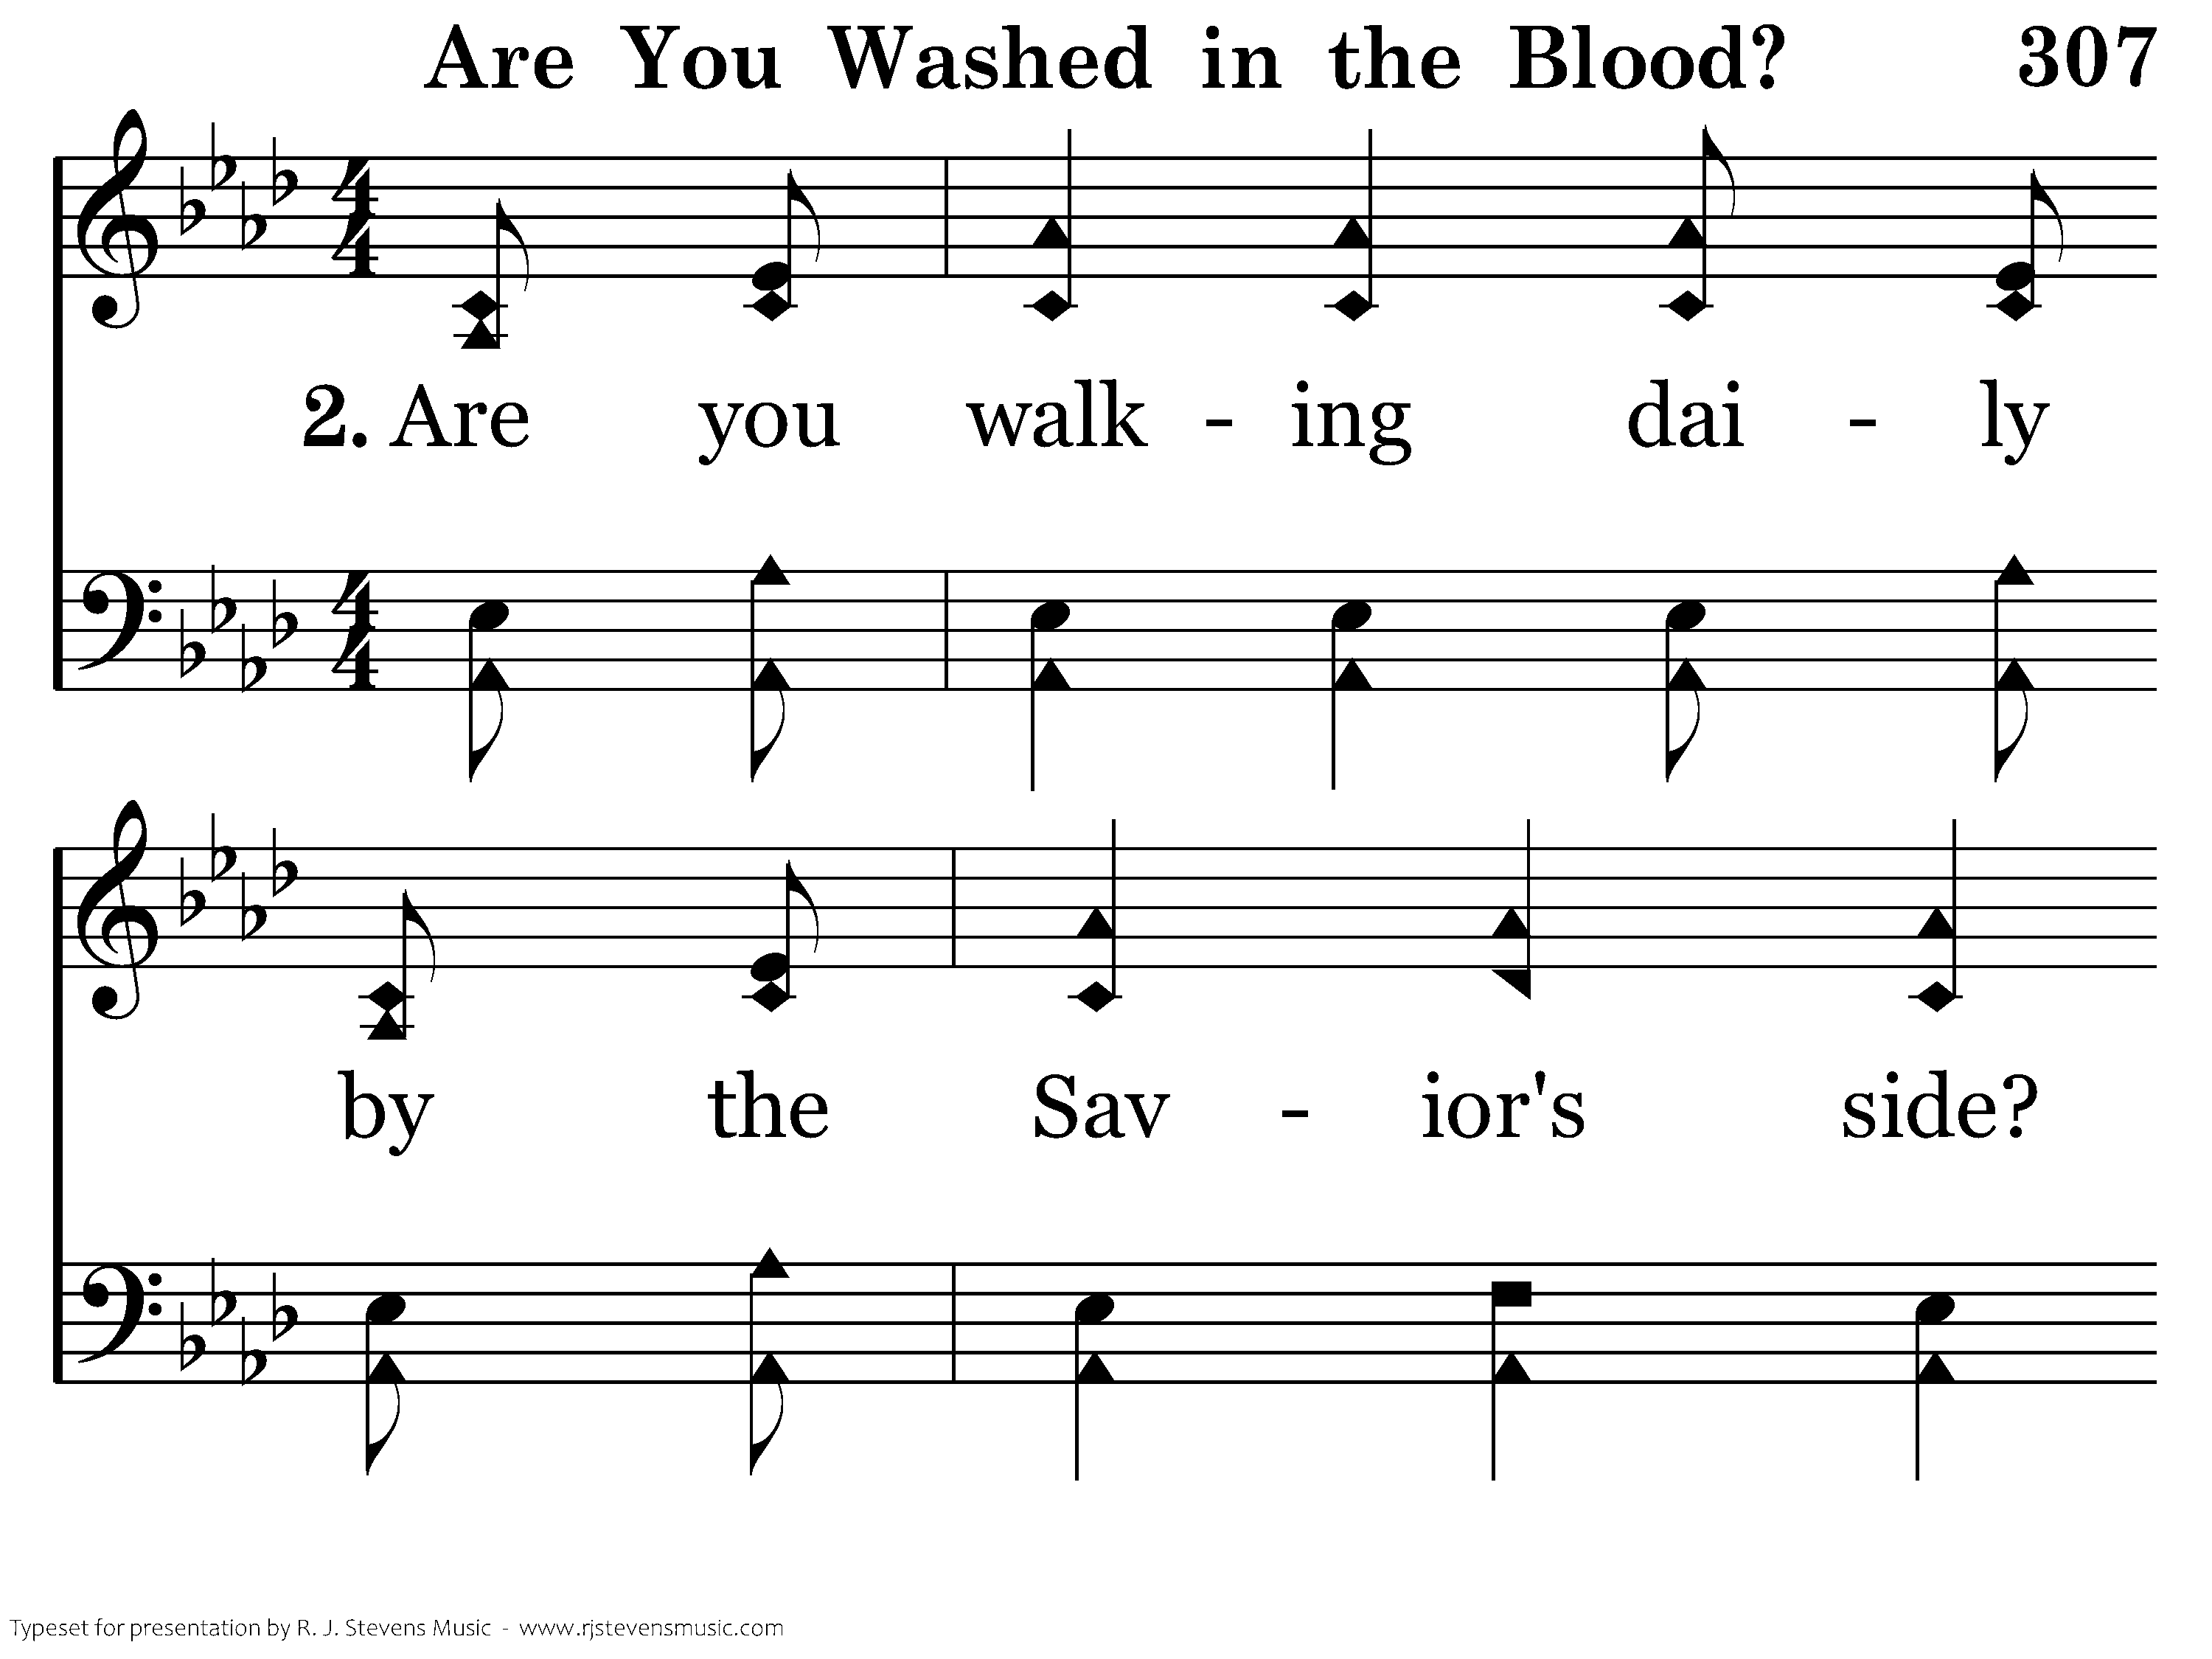 Are You Washed in the Blood? 307
2. Are you walk - ing dai - ly
by the Sav - ior's side?
Typeset for presentation by R. J. Stevens Music - www.rjstevensmusic.com